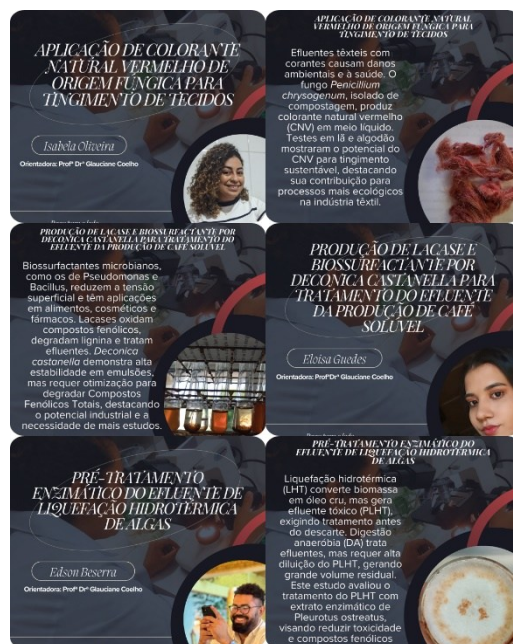 APLICAÇÃO DE COLORANTE
NATURAL VERMELHO DE
ORIGEM FÚNGICA PARA
TINGIMENTO DE TECIDOS
Isabela Oliveira
Orientadora: Profª Drª Glauciane Coelho
APLICAÇÃO DE COLORANTE NATURAL
VERMELHO DE ORIGEM FÚNGICA PARA
TINGIMENTO DE TECIDOS
Efluentes têxteis com
corantes causam danos
ambientais e à saúde. O
fungo Penicillium
chrysogenum, isolado de
compostagem, produz
colorante natural vermelho
(CNV) em meio líquido.
Testes em lã e algodão
mostraram o potencial do
CNV para tingimento
sustentável, destacando
sua contribuição para
processos mais ecológicos
na indústria têxtil.
PRODUÇÃO DE LACASE E BIOSSURFACTANTE POR
DECONICA CASTANELLA PARA TRATAMENTO DO
EFLUENTE DA PRODUÇÃO DE CAFÉ SOLÚVEL
Biossurfactantes microbianos,
como os de Pseudomonas e
Bacillus, reduzem a tensão
superficial e têm aplicações
em alimentos, cosméticos e
fármacos. Lacases oxidam
compostos fenólicos,
degradam lignina e tratam
efluentes. Deconica
castanella demonstra alta
estabilidade em emulsões,
mas requer otimização para
degradar Compostos
Fenólicos Totais, destacando
o potencial industrial e a
necessidade de mais estudos.
PRODUÇÃO DE LACASE E
BIOSSURFACTANTE POR
DECONICA CASTANELLA PARA
TRATAMENTO DO EFLUENTE
DA PRODUÇÃO DE CAFÉ
SOLÚVEL
Eloisa Guedes
Orientadora: ProfªDrª Glauciane Coelho
PRÉ-TRATAMENTO
ENZIMÁTICO DO EFLUENTE DE
LIQUEFAÇÃO HIDROTÉRMICA
DE ALGAS
Edson Beserra
Orientadora: Profª Drª Glauciane Coelho
PRÉ-TRATAMENTO ENZIMÁTICO DO
EFLUENTE DE LIQUEFAÇÃO HIDROTÉRMICA
DE ALGAS
Liquefação hidrotérmica
(LHT) converte biomassa
em óleo cru, mas gera
efluente tóxico (PLHT),
exigindo tratamento antes
do descarte. Digestão
anaeróbia (DA) trata
efluentes, mas requer alta
diluição do PLHT, gerando
grande volume residual.
Este estudo avaliou o
tratamento do PLHT com
extrato enzimático de
Pleurotus ostreatus,
visando reduzir toxicidade
e compostos fenólicos